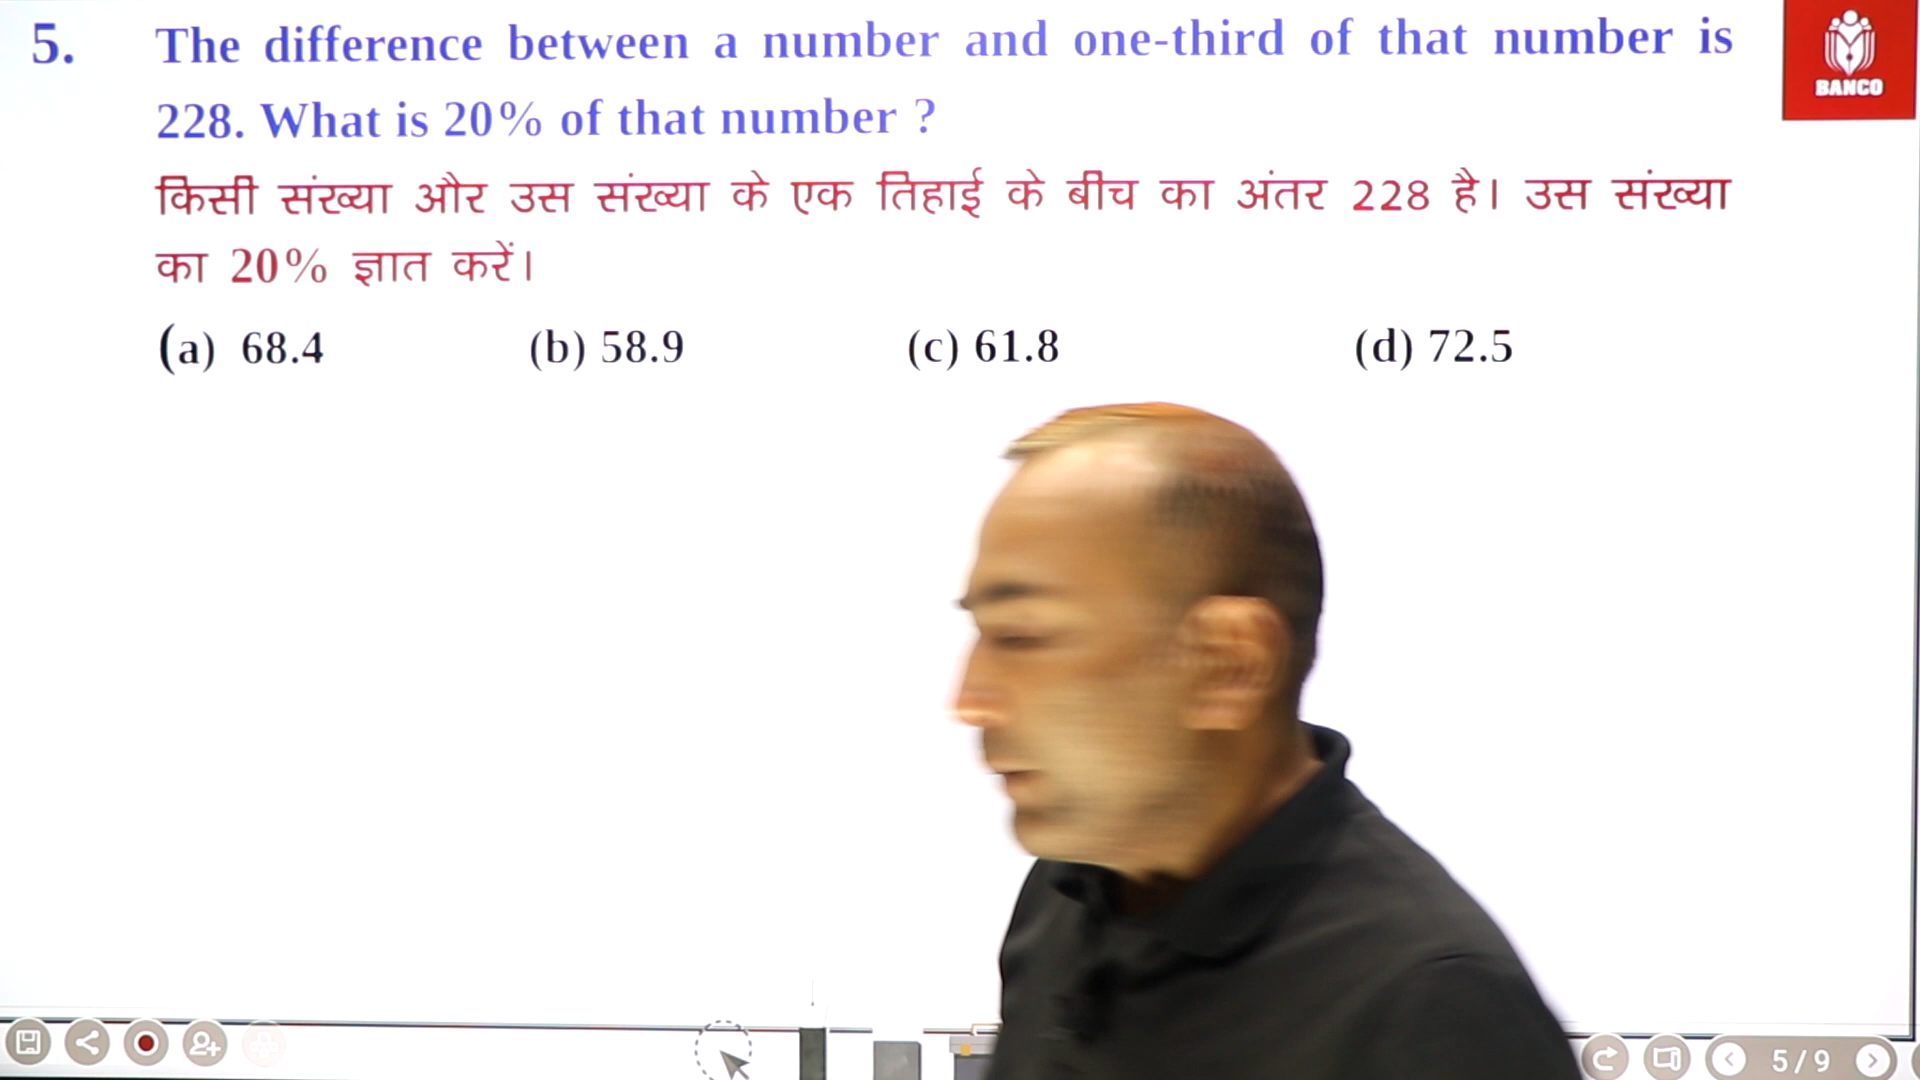 5. The difference between a number and one-third of that number is
228. What is 20% of that number ?
किसी संख्या और उस संख्या के एक तिहाई के बीच का अंतर 228 है। उस संख्या
का 20% ज्ञात करें।
(a) 68.4 (b) 58.9 (c) 61.8 (d) 72.5
BANCO
5/9